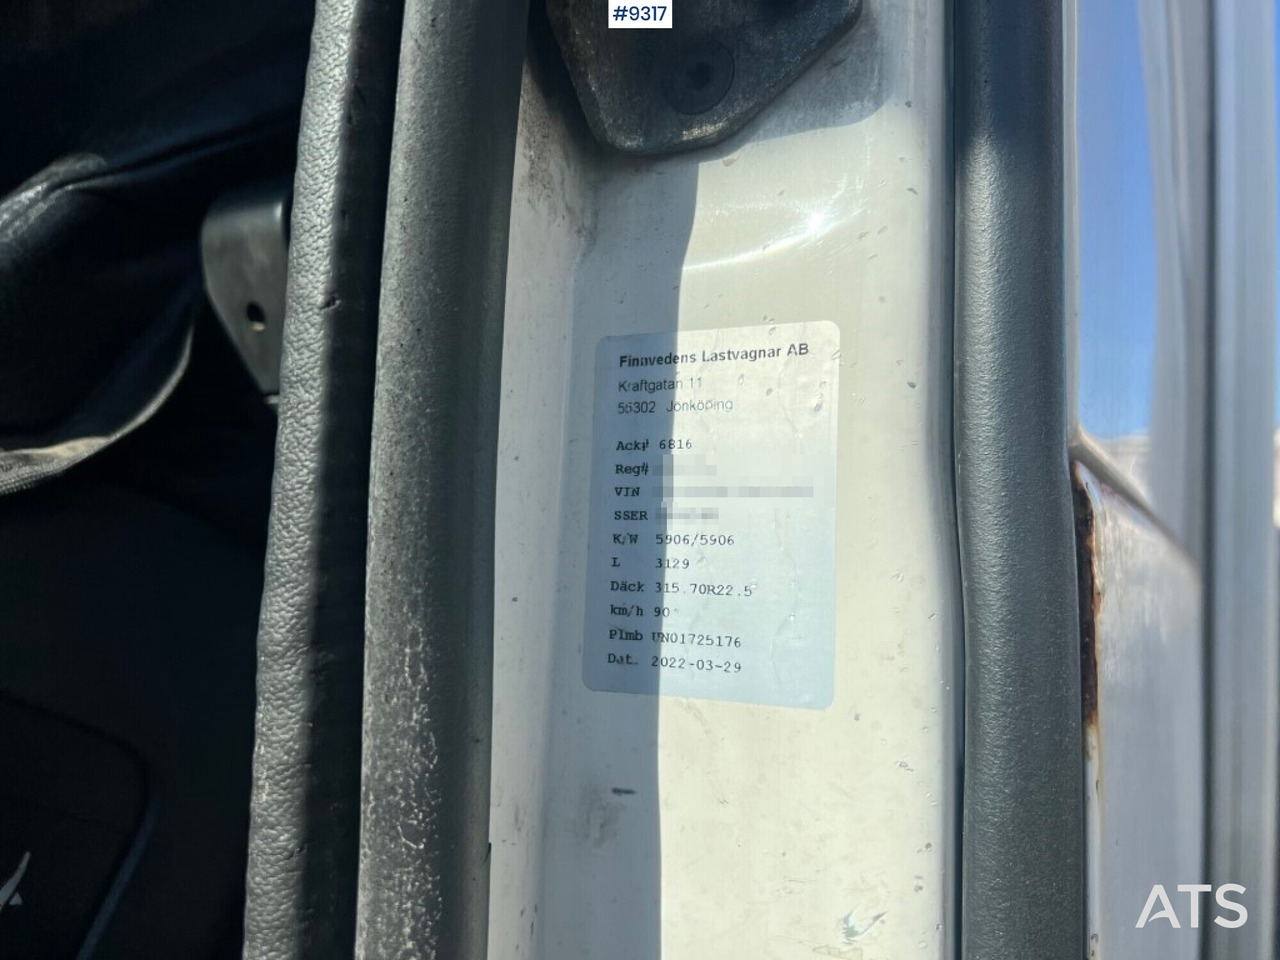 #9317
Finnvedens Lastvagnar AB
Kraftgatan 11
56302 Jönköping
Ack# 6816
Reg#
VIN
SSER
K/W 5906/5906
L 3129
Däck 315.70R22.5
km/h 90
Plmb UN01725176
Dat. 2022-03-29
ATS